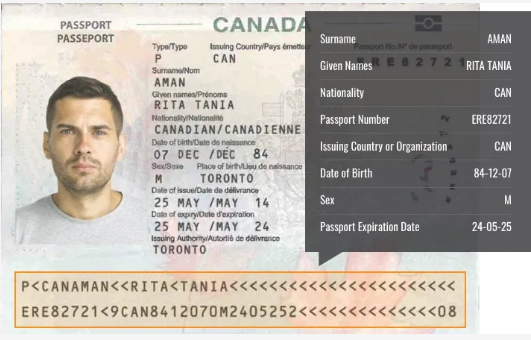 PASSPORT
PASSEPORT
CANADA
Type/Type Issuing Country/Pays émetteur
P CAN
Surname/Nom
AMAN
Given names/Prénoms
RITA TANIA
Nationality/Nationalité
CANADIAN/CANADIENNE
Date of birth/Date de naissance
07 DEC /DEC 84
Sex/Sexe Place of birth/Lieu de naissance
M TORONTO
Date of issue/Date de délivrance
25 MAY /MAY 14
Date of expiry/Date d'expiration
25 MAY /MAY 24
Issuing Authority/Autorité de délivrance
TORONTO
Passport No./N° de passeport
ERE82721
Surname AMAN
Given Names RITA TANIA
Nationality CAN
Passport Number ERE82721
Issuing Country or Organization CAN
Date of Birth 84-12-07
Sex M
Passport Expiration Date 24-05-25
P<CANAMAN<<RITA<TANIA<<<<<<<<<<<<<<<<<<<<<<<
ERE82721<9CAN8412070M2405252<<<<<<<<<<<<<<08